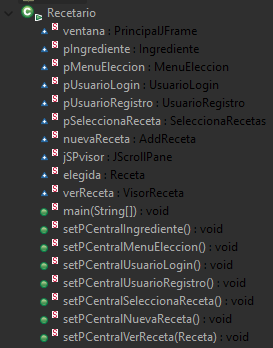 Recetario
ventana : PrincipalJFrame
pIngrediente : Ingrediente
pMenuEleccion : MenuEleccion
pUsuarioLogin : UsuarioLogin
pUsuarioRegistro : UsuarioRegistro
pSeleccionaReceta : SeleccionaRecetas
nuevaReceta : AddReceta
jSPvisor : JScrollPane
elegida : Receta
verReceta : VisorReceta
main(String[]) : void
setPCentralIngrediente() : void
setPCentralMenuEleccion() : void
setPCentralUsuarioLogin() : void
setPCentralUsuarioRegistro() : void
setPCentralSeleccionaReceta() : void
setPCentralNuevaReceta() : void
setPCentralVerReceta(Receta) : void